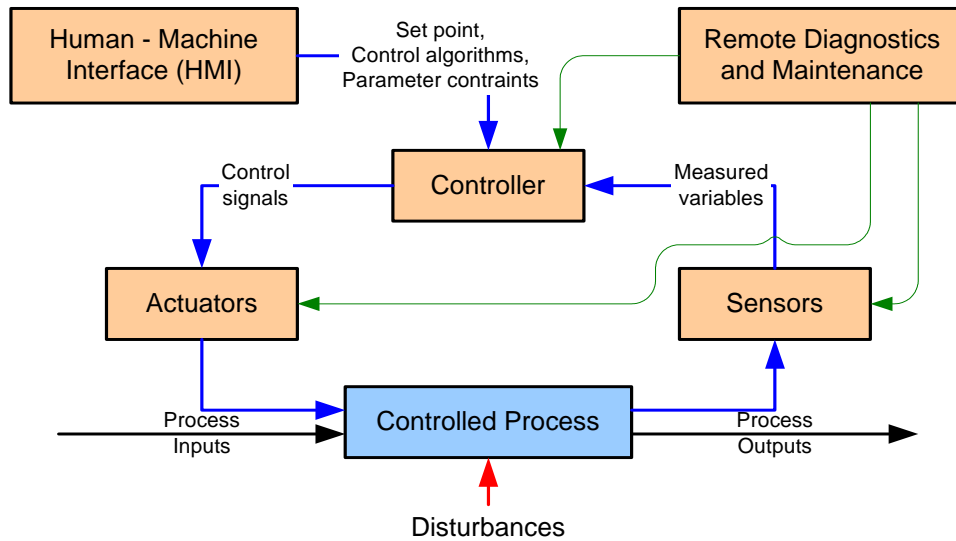 Human - Machine
Interface (HMI)
Set point,
Control algorithms,
Parameter contraints
Remote Diagnostics
and Maintenance
Control
signals
Controller
Measured
variables
Actuators
Sensors
Process
Inputs
Controlled Process
Process
Outputs
Disturbances